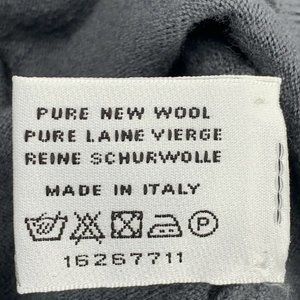 PURE NEW WOOL
PURE LAINE VIERGE
REINE SCHURWOLLE
MADE IN ITALY
P
16267711